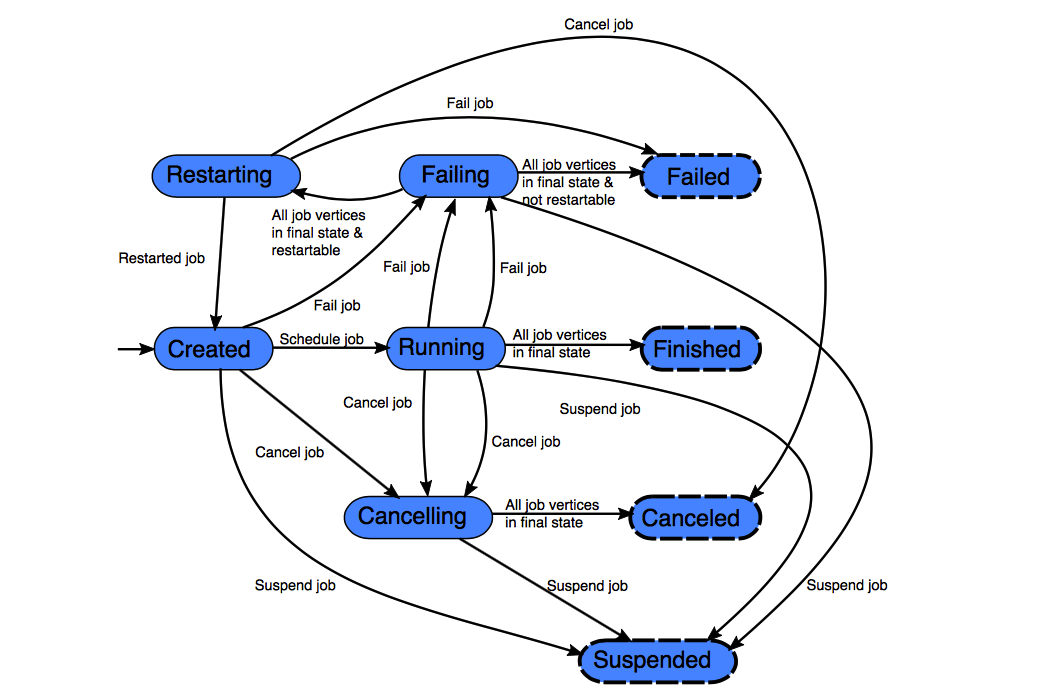 Cancel job
Fail job
Restarting
Failing
All job vertices
in final state &
not restartable
Failed
All job vertices
in final state &
restartable
Restarted job
Fail job
Fail job
Fail job
Created
Schedule job
Running
All job vertices
in final state
Finished
Cancel job
Suspend job
Cancel job
Cancel job
Cancelling
All job vertices
in final state
Canceled
Suspend job
Suspend job
Suspend job
Suspended